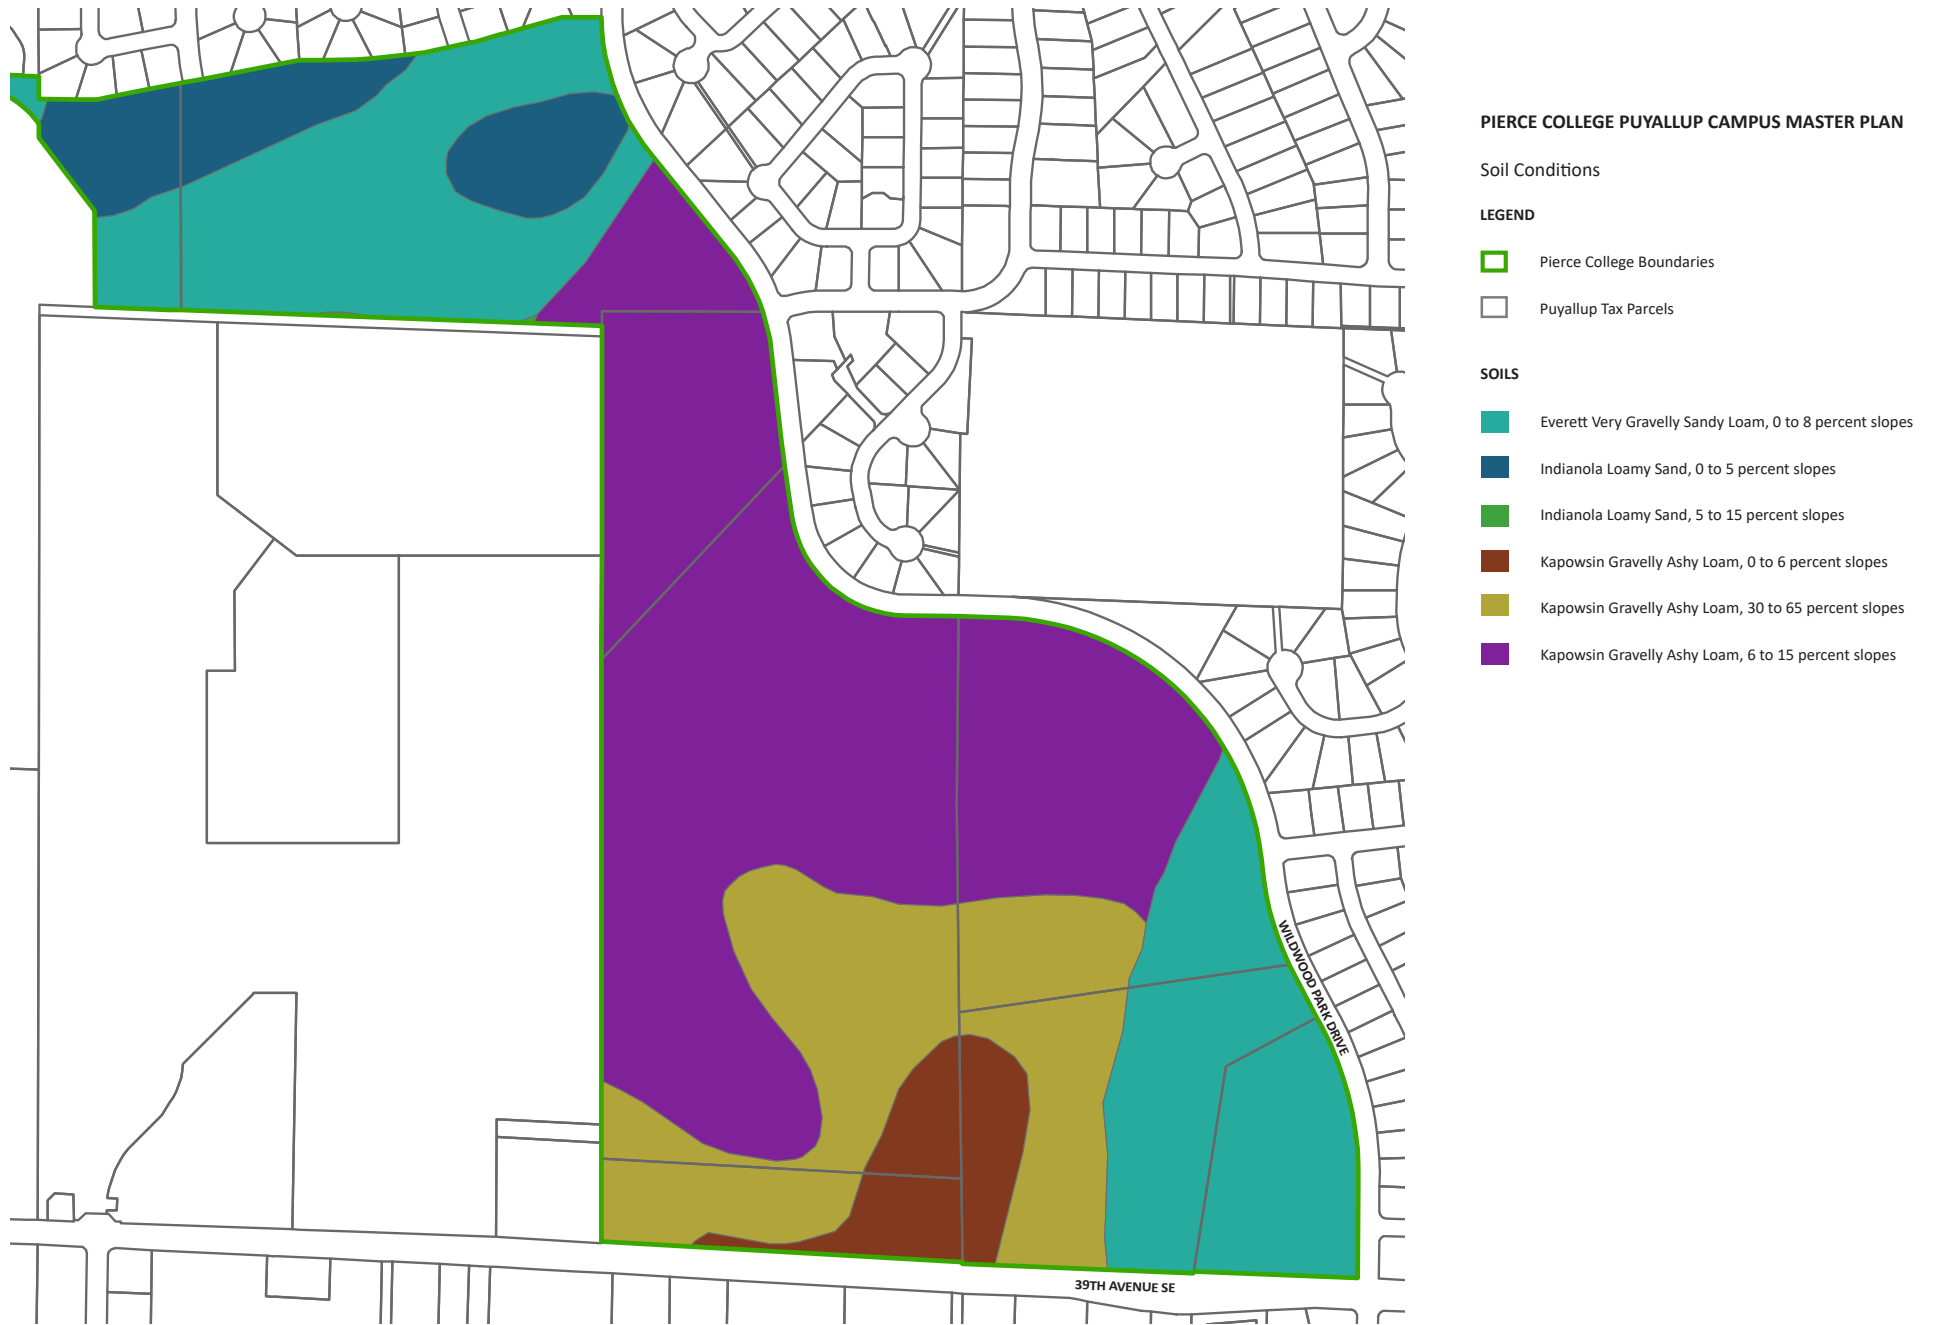 PIERCE COLLEGE PUYALLUP CAMPUS MASTER PLAN
Soil Conditions
LEGEND
Pierce College Boundaries
Puyallup Tax Parcels
SOILS
Everett Very Gravelly Sandy Loam, 0 to 8 percent slopes
Indianola Loamy Sand, 0 to 5 percent slopes
Indianola Loamy Sand, 5 to 15 percent slopes
Kapowsin Gravelly Ashy Loam, 0 to 6 percent slopes
Kapowsin Gravelly Ashy Loam, 30 to 65 percent slopes
Kapowsin Gravelly Ashy Loam, 6 to 15 percent slopes
WILDWOOD PARK DRIVE
39TH AVENUE SE